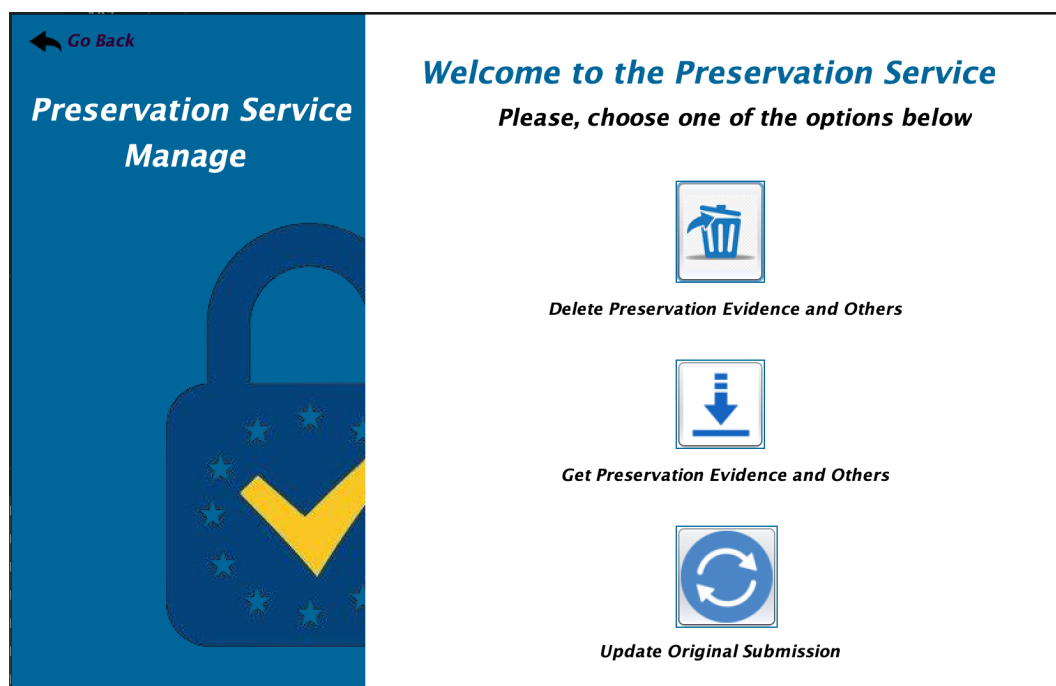 Go Back
Preservation Service
Manage
Welcome to the Preservation Service
Please, choose one of the options below
Delete Preservation Evidence and Others
Get Preservation Evidence and Others
Update Original Submission